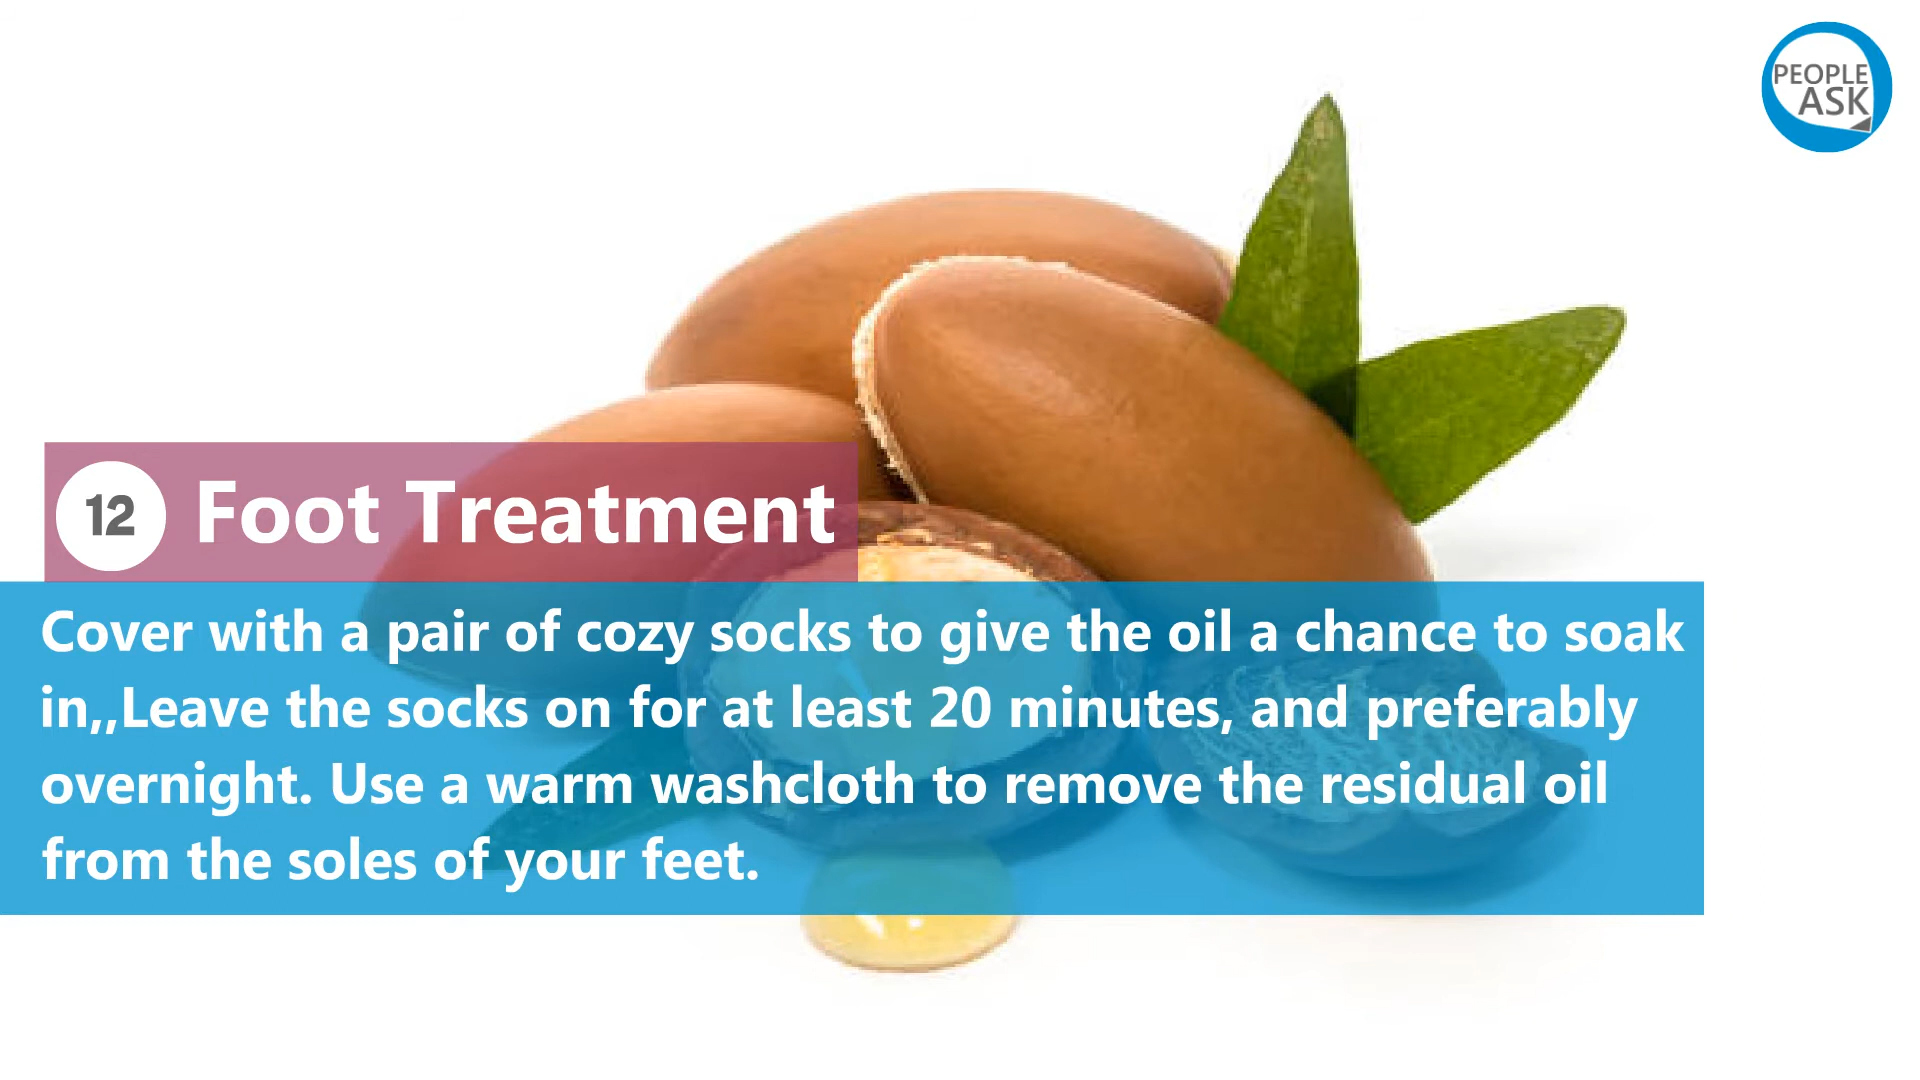 PEOPLE
ASK
12 Foot Treatment
Cover with a pair of cozy socks to give the oil a chance to soak
in,,Leave the socks on for at least 20 minutes, and preferably
overnight. Use a warm washcloth to remove the residual oil
from the soles of your feet.